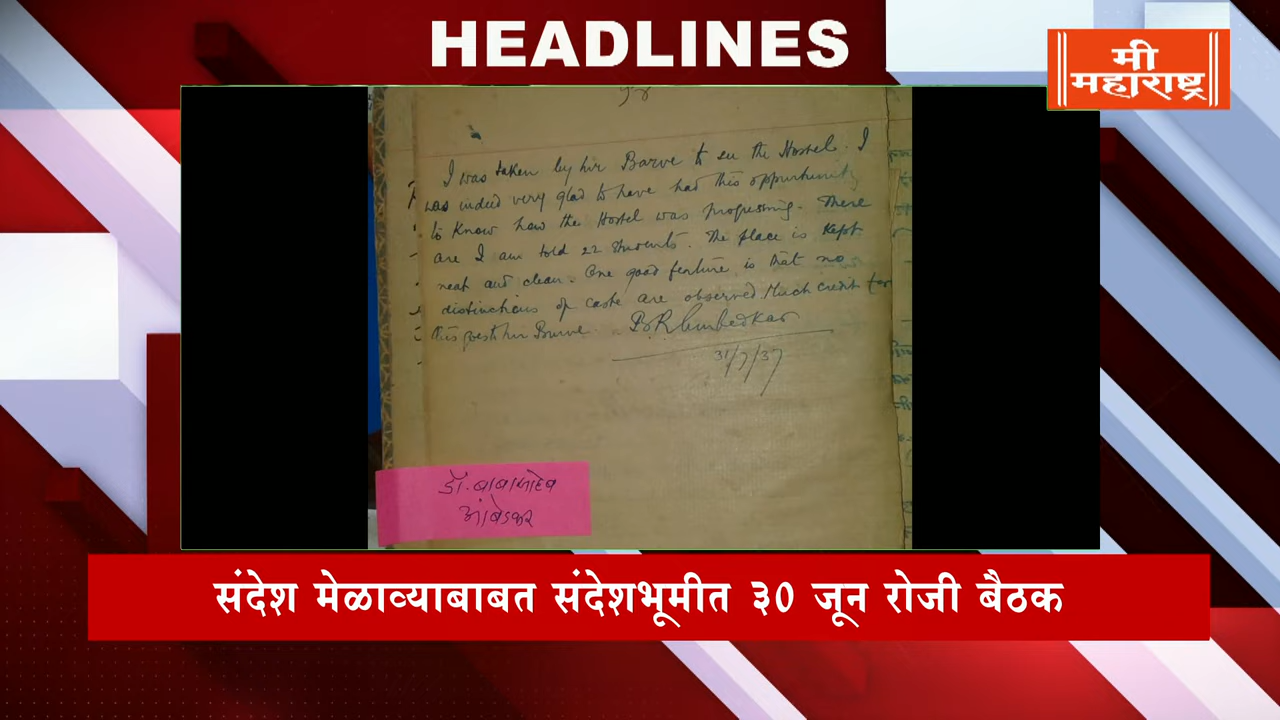 HEADLINES
मी
महाराष्ट्र
I was taken by Mr Barve to see the Hostel. I
was indeed very glad to have had this oppurtunity
to know how the Hostel was progressing. There
are I am told 22 students. The place is kept
neat and clean. One good feature is that no
distinctions of caste are observed. Much credit for
this goes to Mr Barve
BRAmbedkar
31/7/37
डॉ. बाबासाहेब
आंबेडकर
संदेश मेळाव्याबाबत संदेशभूमीत ३0 जून रोजी बैठक